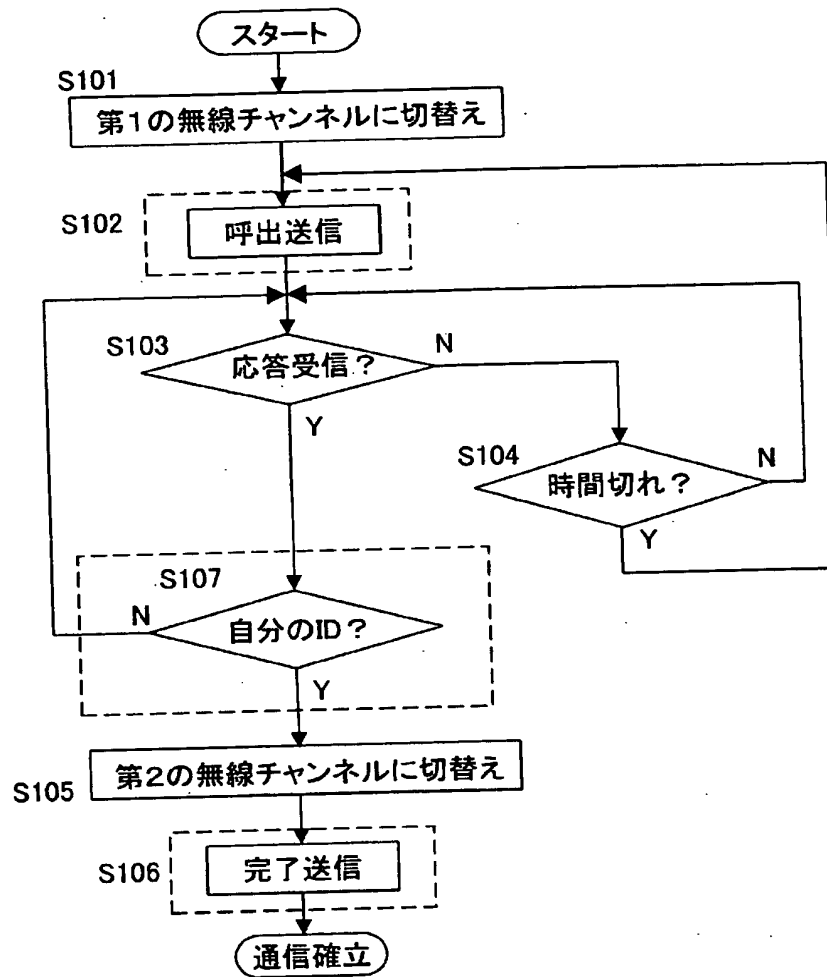 スタート
S101
第1の無線チャンネルに切替え
S102
呼出送信
S103
応答受信?
N
Y
S104
時間切れ?
N
Y
S107
自分のID?
N
Y
第2の無線チャンネルに切替え
S105
S106
完了送信
通信確立